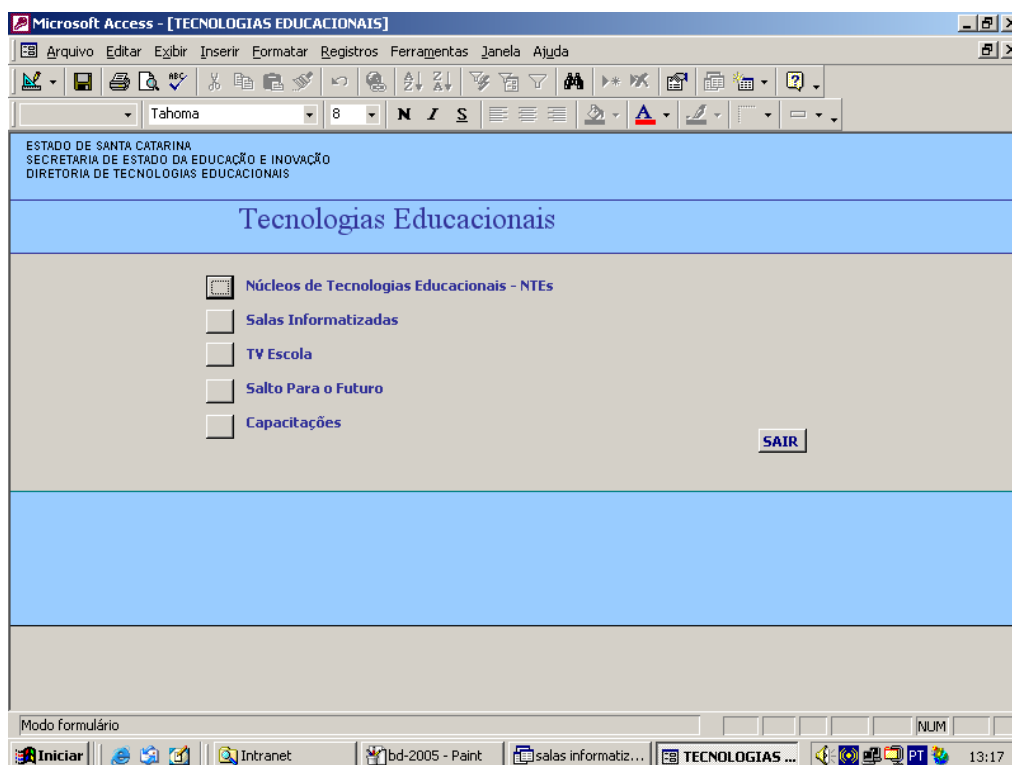 Microsoft Access - [TECNOLOGIAS EDUCACIONAIS]
Arquivo Editar Exibir Inserir Formatar Registros Ferramentas Janela Ajuda
Tahoma 8 N I S A
ESTADO DE SANTA CATARINA
SECRETARIA DE ESTADO DA EDUCAÇÃO E INOVAÇÃO
DIRETORIA DE TECNOLOGIAS EDUCACIONAIS
Tecnologias Educacionais
Núcleos de Tecnologias Educacionais - NTEs
Salas Informatizadas
TV Escola
Salto Para o Futuro
Capacitações
SAIR
Modo formulário NUM
Iniciar Intranet bd-2005 - Paint salas informatiz... TECNOLOGIAS ... PT 13:17